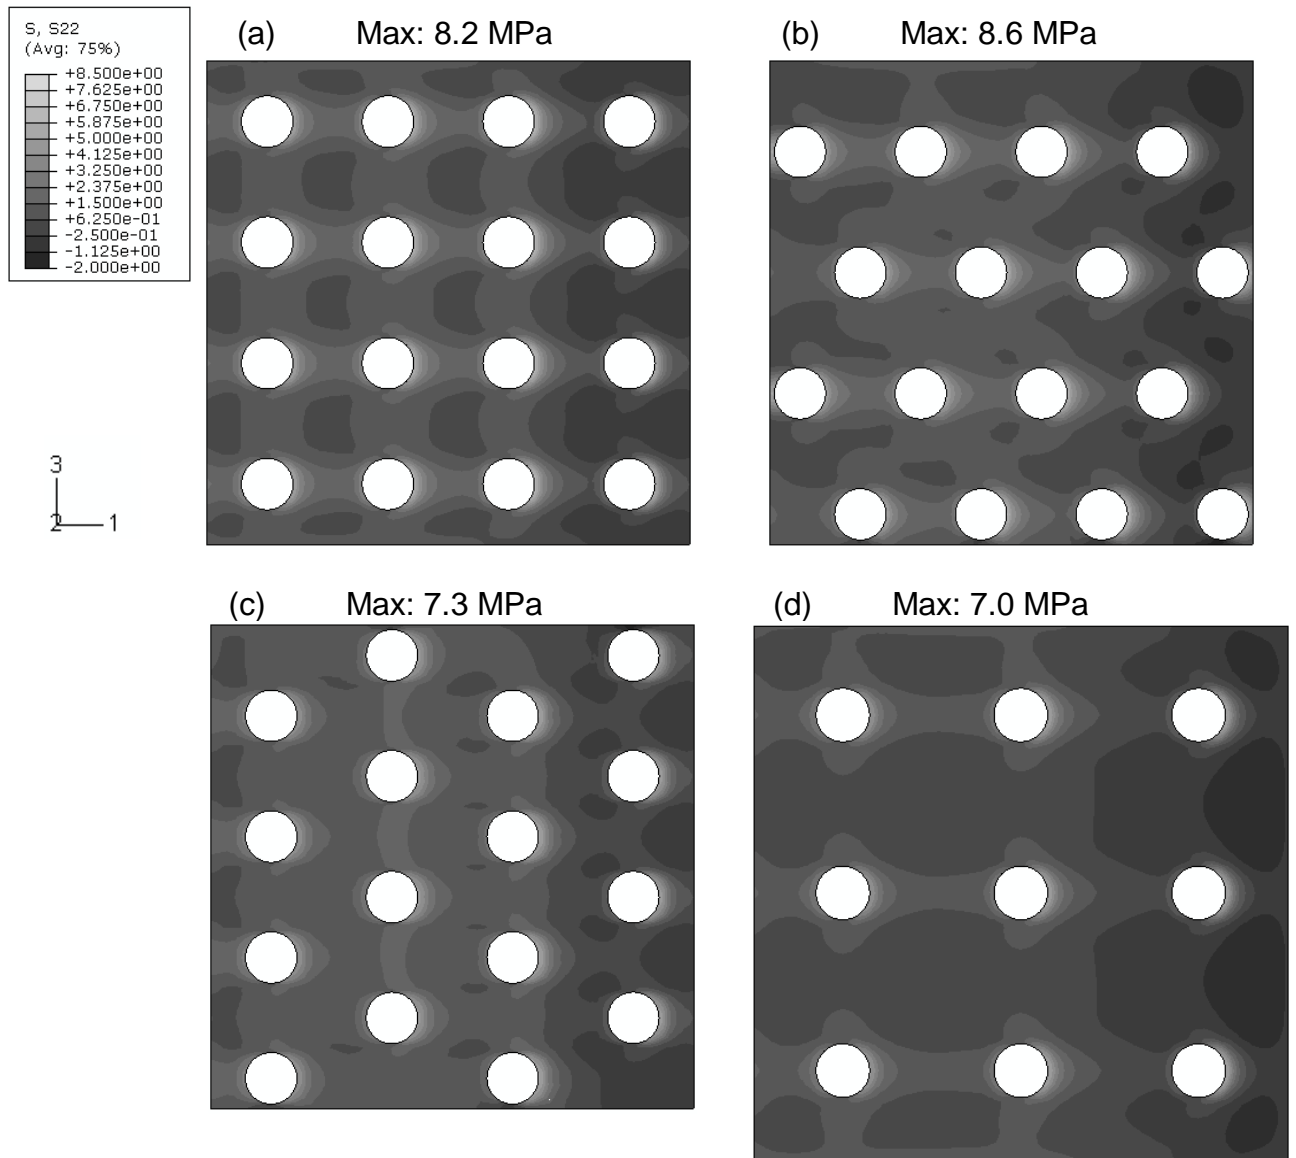 S, S22
(Avg: 75%)
+8.500e+00
+7.625e+00
+6.750e+00
+5.875e+00
+5.000e+00
+4.125e+00
+3.250e+00
+2.375e+00
+1.500e+00
+6.250e-01
-2.500e-01
-1.125e+00
-2.000e+00
(a) Max: 8.2 MPa
(b) Max: 8.6 MPa
3
2 1
(c) Max: 7.3 MPa
(d) Max: 7.0 MPa